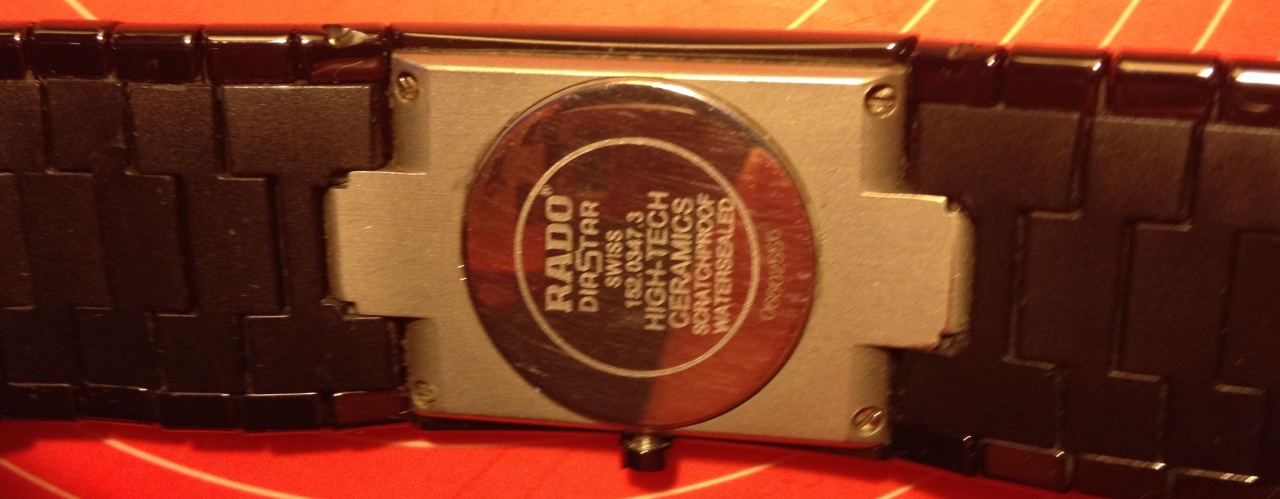 RADO®
DIASTAR
SWISS
152.0347.3
HIGH-TECH
CERAMICS
SCRATCHPROOF
WATERSEALED